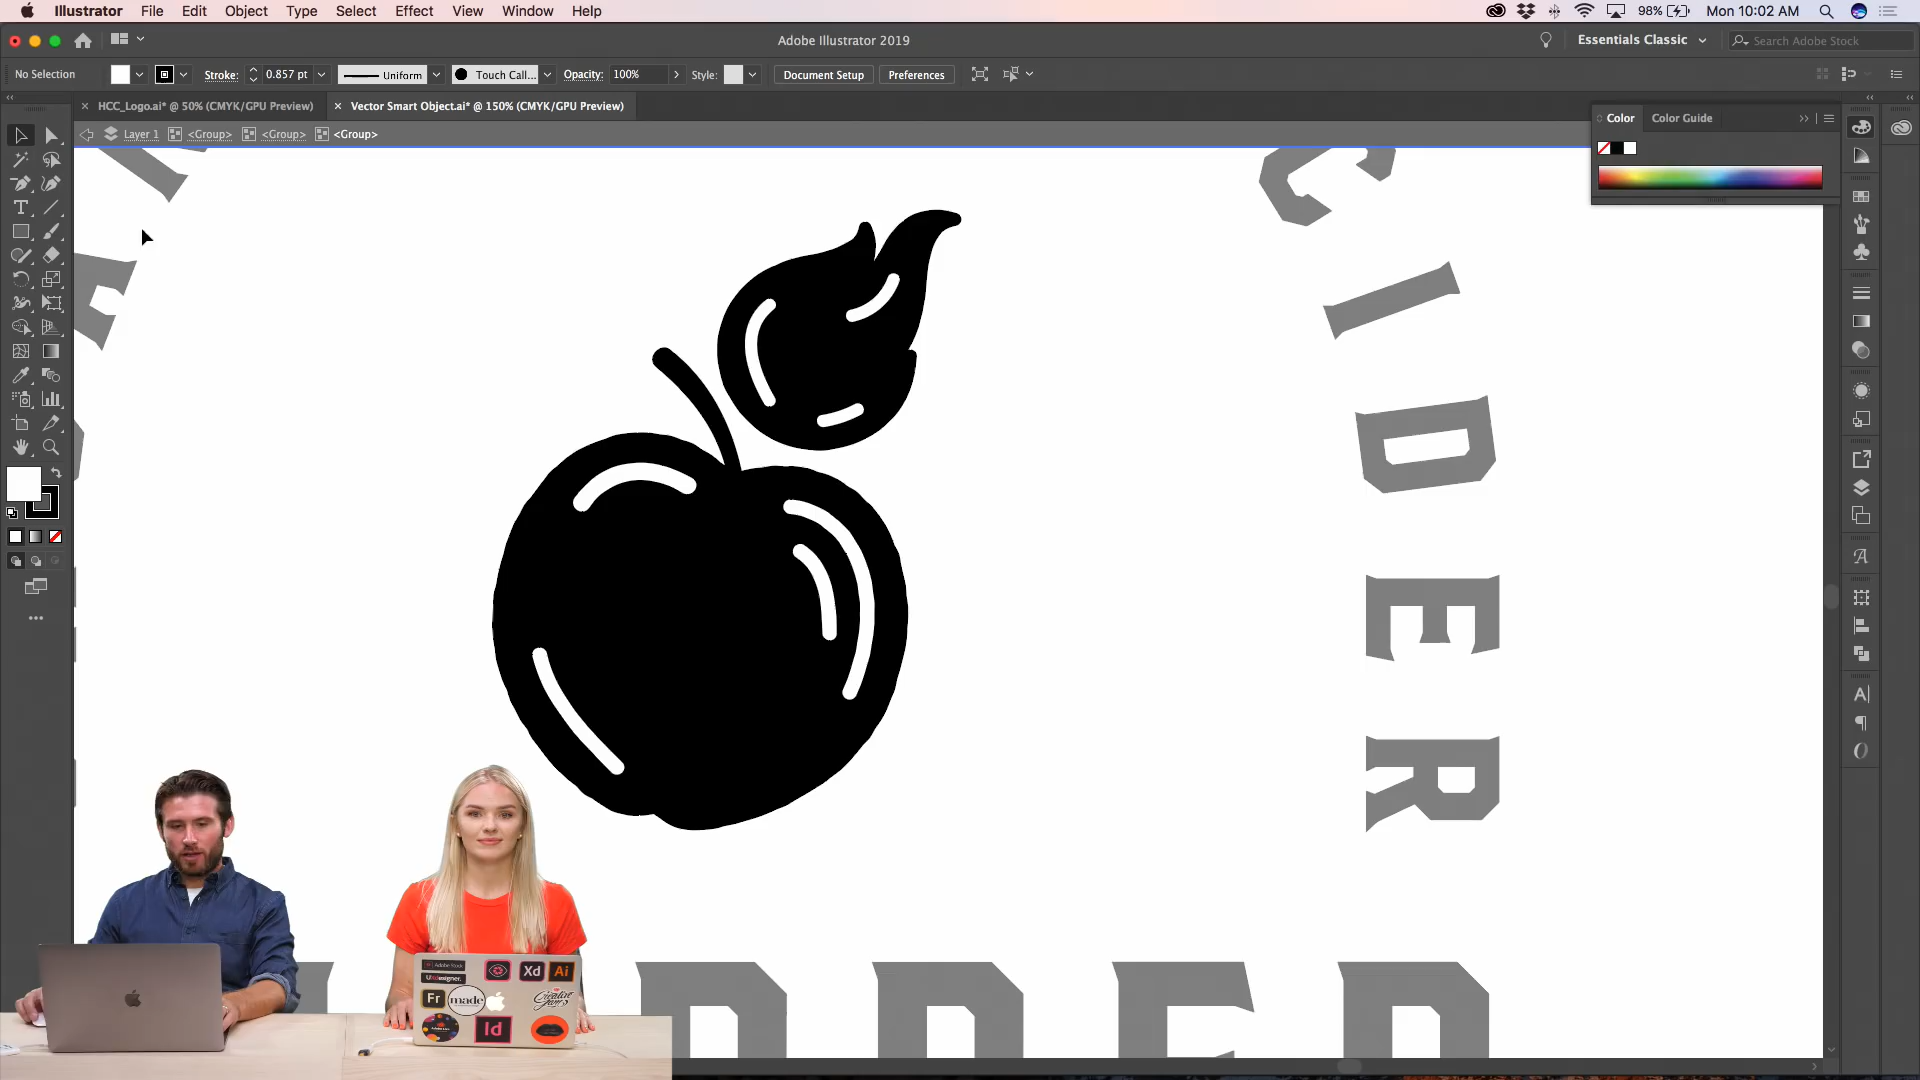 Illustrator File Edit Object Type Select Effect View Window Help 98% Mon 10:02 AM
Adobe Illustrator 2019 Essentials Classic Search Adobe Stock
No Selection Stroke: 0.857 pt Uniform Touch Call... Opacity: 100% Style: Document Setup Preferences
× HCC_Logo.ai* @ 50% (CMYK/GPU Preview) × Vector Smart Object.ai* @ 150% (CMYK/GPU Preview)
Layer 1 <Group> <Group> <Group>
Color Color Guide
CIDER
Adobe Stock
Xd Ai
Fr made
Creative Jam
Id